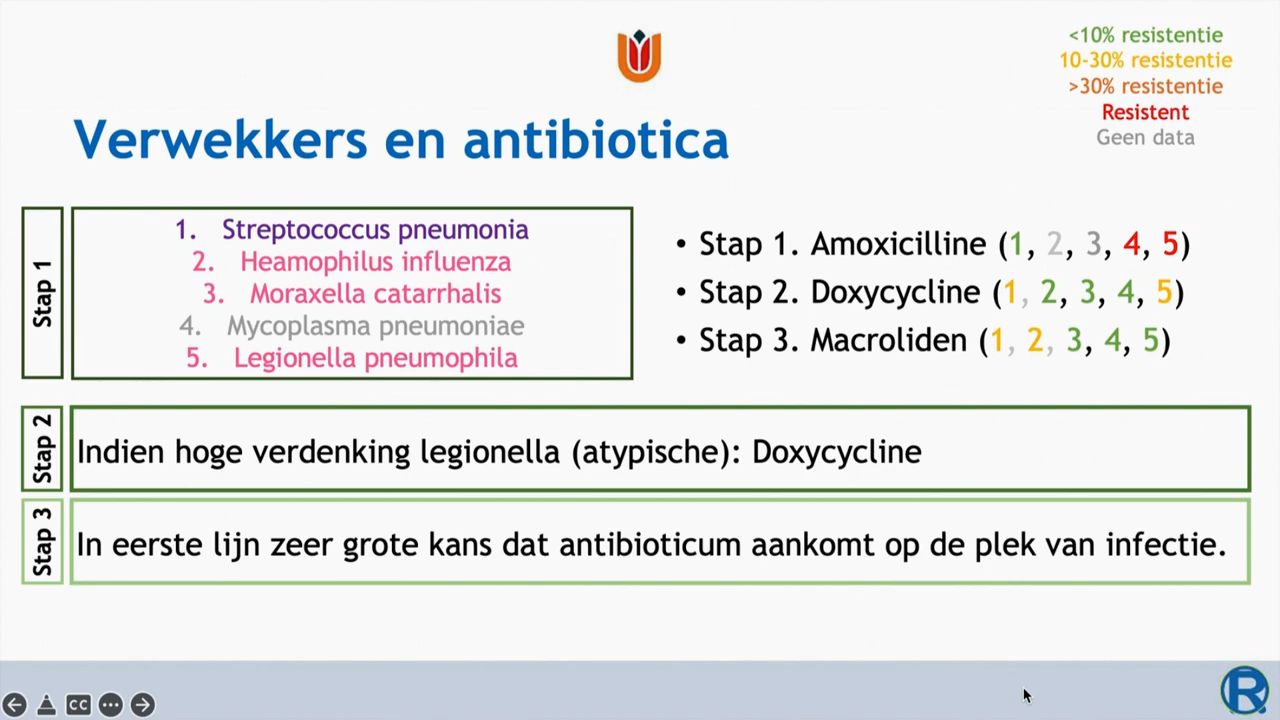 <10% resistentie
10-30% resistentie
>30% resistentie
Resistent
Geen data
Verwekkers en antibiotica
Stap 1
1. Streptococcus pneumonia
2. Heamophilus influenza
3. Moraxella catarrhalis
4. Mycoplasma pneumoniae
5. Legionella pneumophila
• Stap 1. Amoxicilline (1, 2, 3, 4, 5)
• Stap 2. Doxycycline (1, 2, 3, 4, 5)
• Stap 3. Macroliden (1, 2, 3, 4, 5)
Stap 2
Indien hoge verdenking legionella (atypische): Doxycycline
Stap 3
In eerste lijn zeer grote kans dat antibioticum aankomt op de plek van infectie.
CC
R